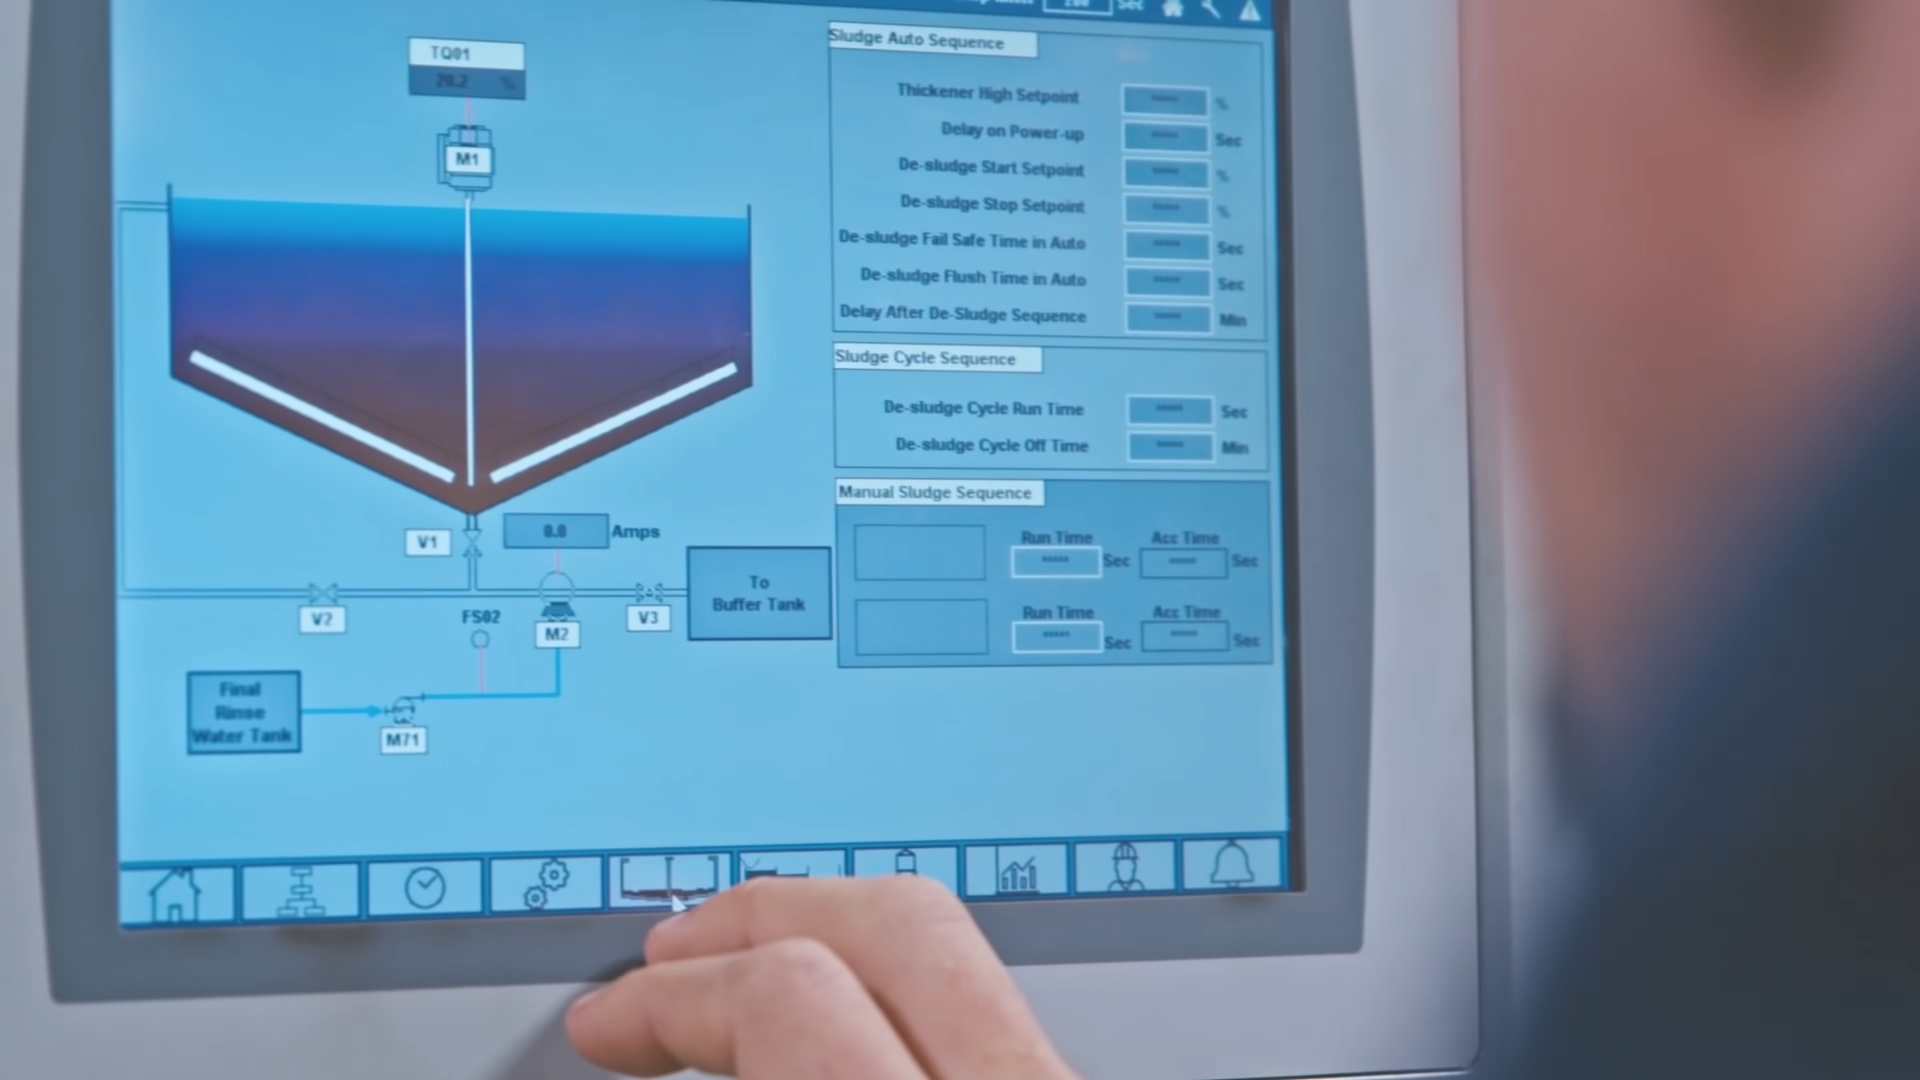 200 Sec
TQ01
20.2 %
M1
V1
0.0 Amps
V2
FS02
M2
V3
To
Buffer Tank
Final
Rinse
Water Tank
M71
Sludge Auto Sequence
Thickener High Setpoint ***** %
Delay on Power-up ***** Sec
De-sludge Start Setpoint ***** %
De-sludge Stop Setpoint ***** %
De-sludge Fail Safe Time in Auto ***** Sec
De-sludge Flush Time in Auto ***** Sec
Delay After De-Sludge Sequence ***** Min
Sludge Cycle Sequence
De-sludge Cycle Run Time ***** Sec
De-sludge Cycle Off Time ***** Min
Manual Sludge Sequence
Run Time Acc Time
***** Sec ***** Sec
Run Time Acc Time
***** Sec ***** Sec